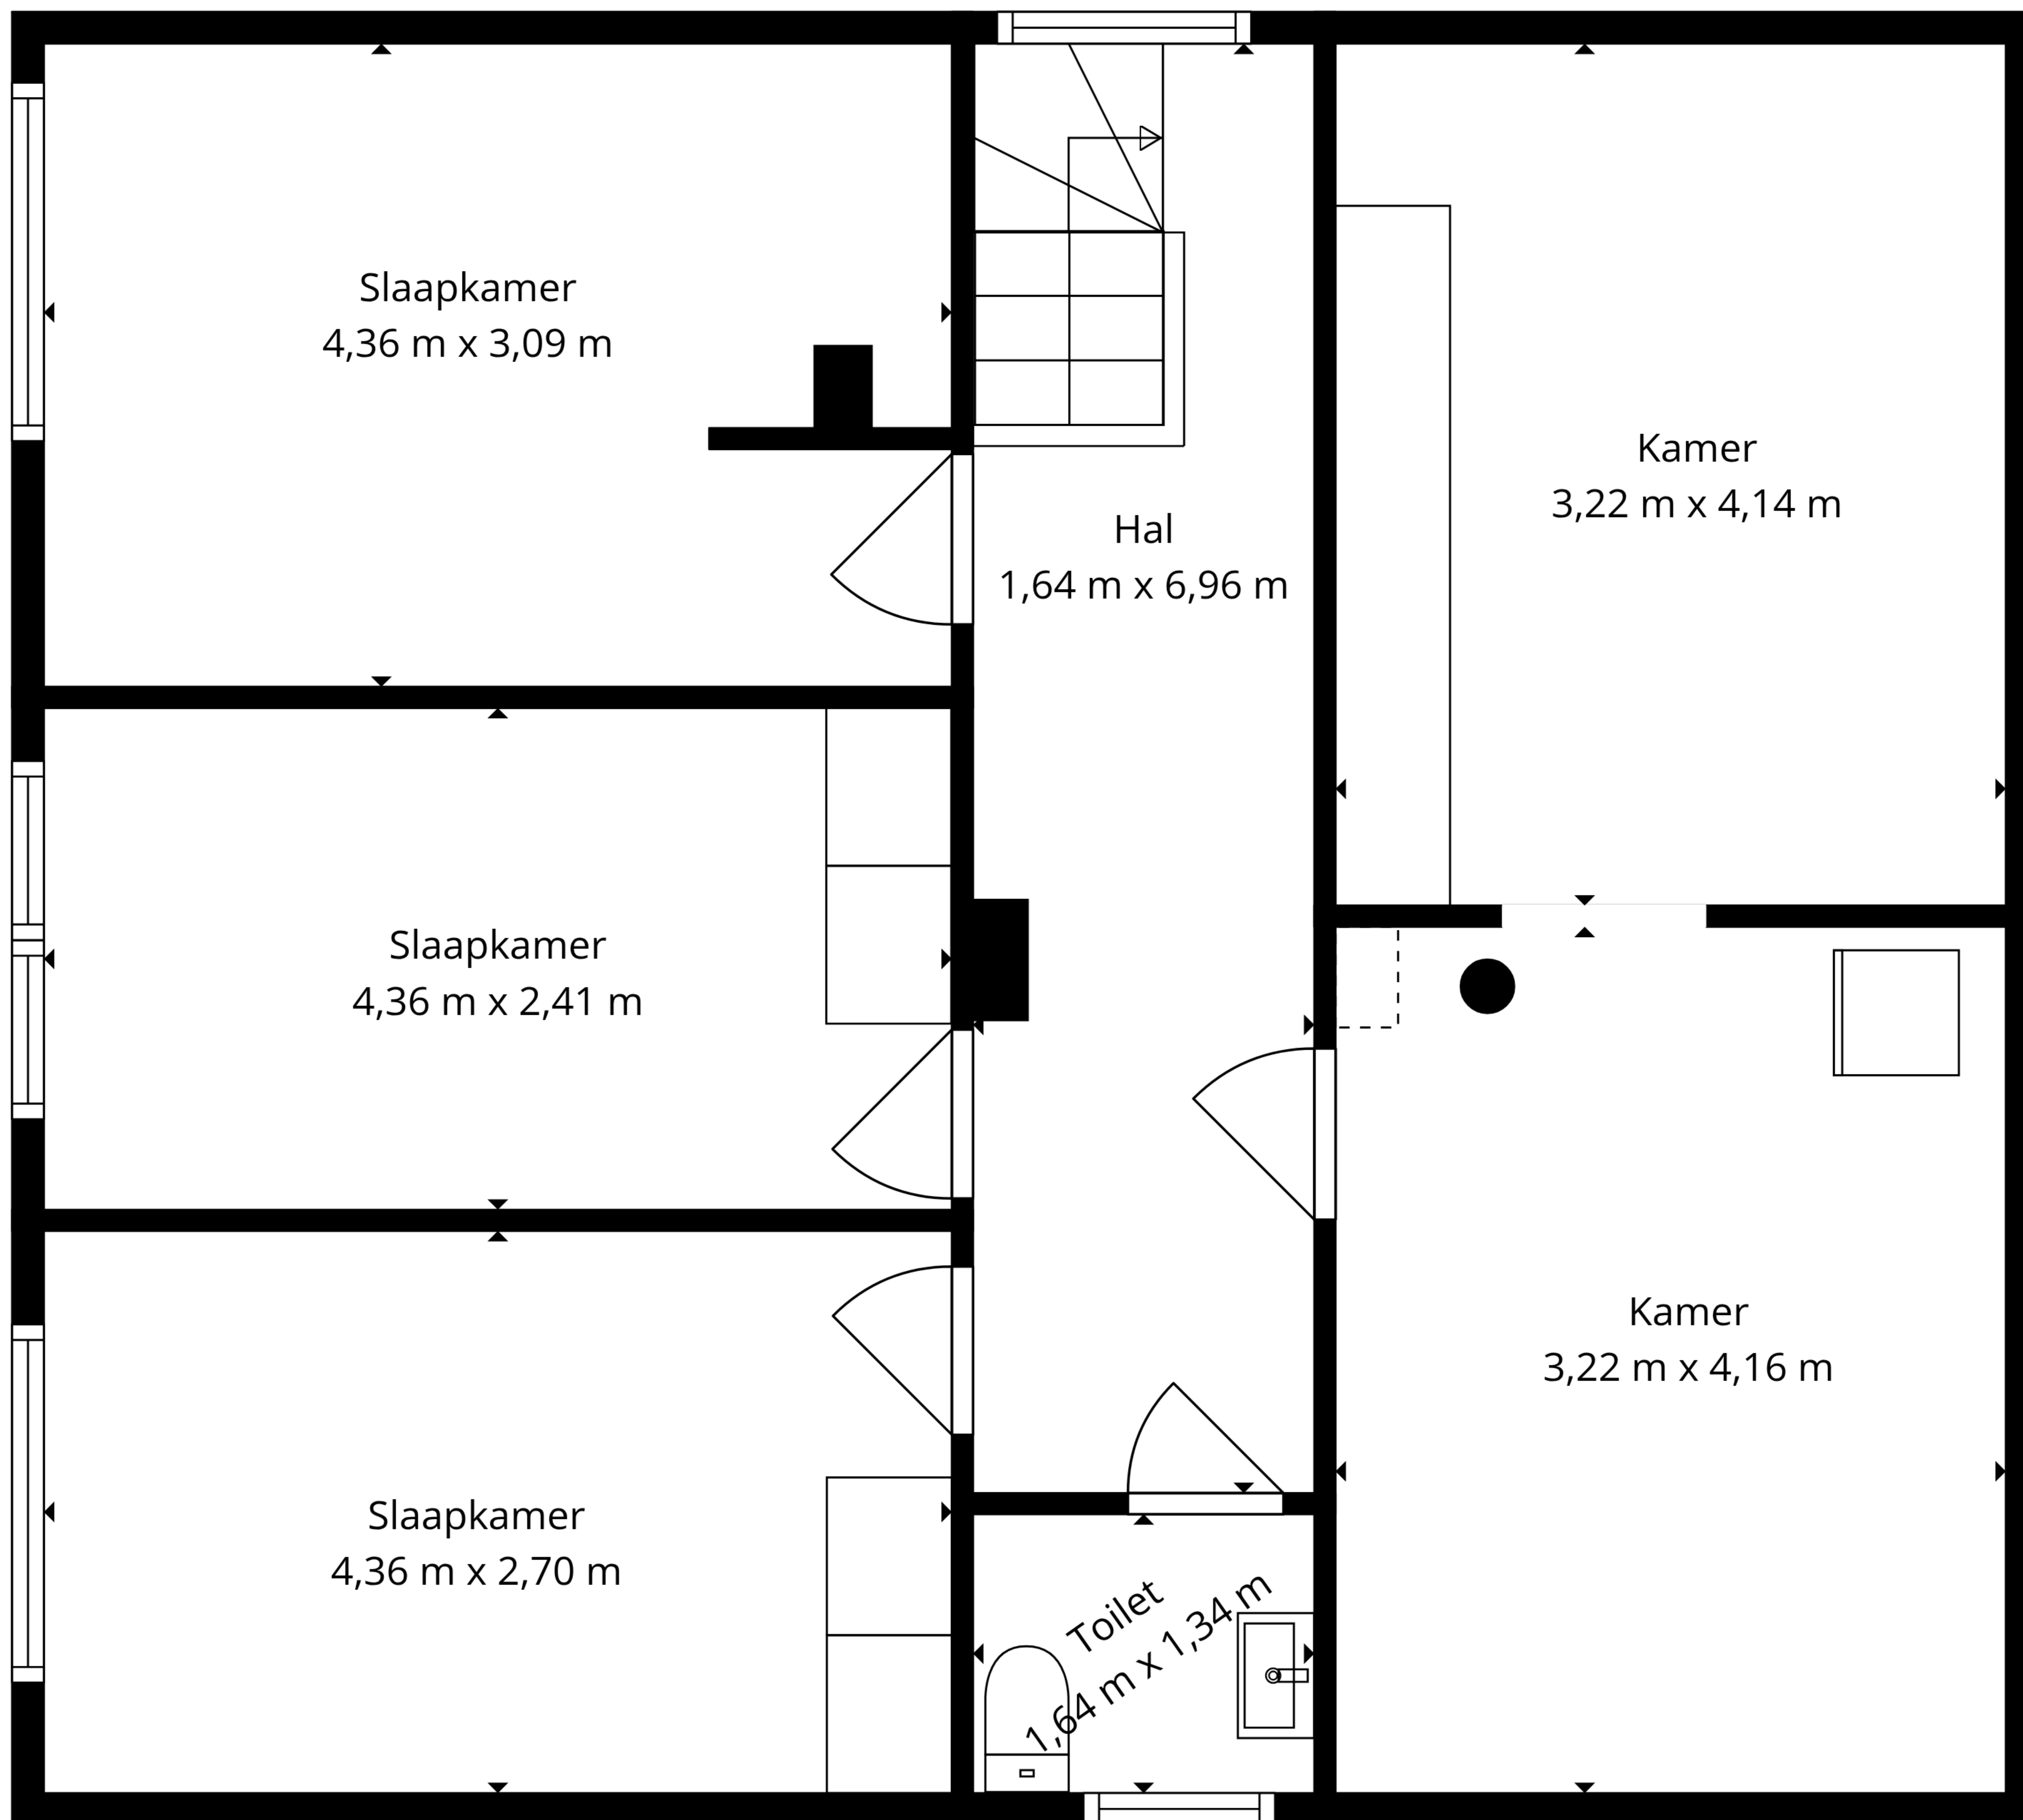 Slaapkamer
4,36 m x 3,09 m
Kamer
3,22 m x 4,14 m
Hal
1,64 m x 6,96 m
Slaapkamer
4,36 m x 2,41 m
Kamer
3,22 m x 4,16 m
Slaapkamer
4,36 m x 2,70 m
Toilet
1,64 m x 1,34 m